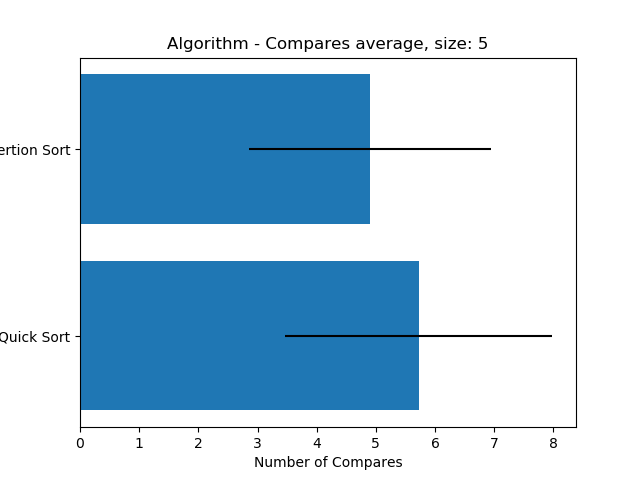 Algorithm - Compares average, size: 5
ertion Sort
Quick Sort
0 1 2 3 4 5 6 7 8
Number of Compares